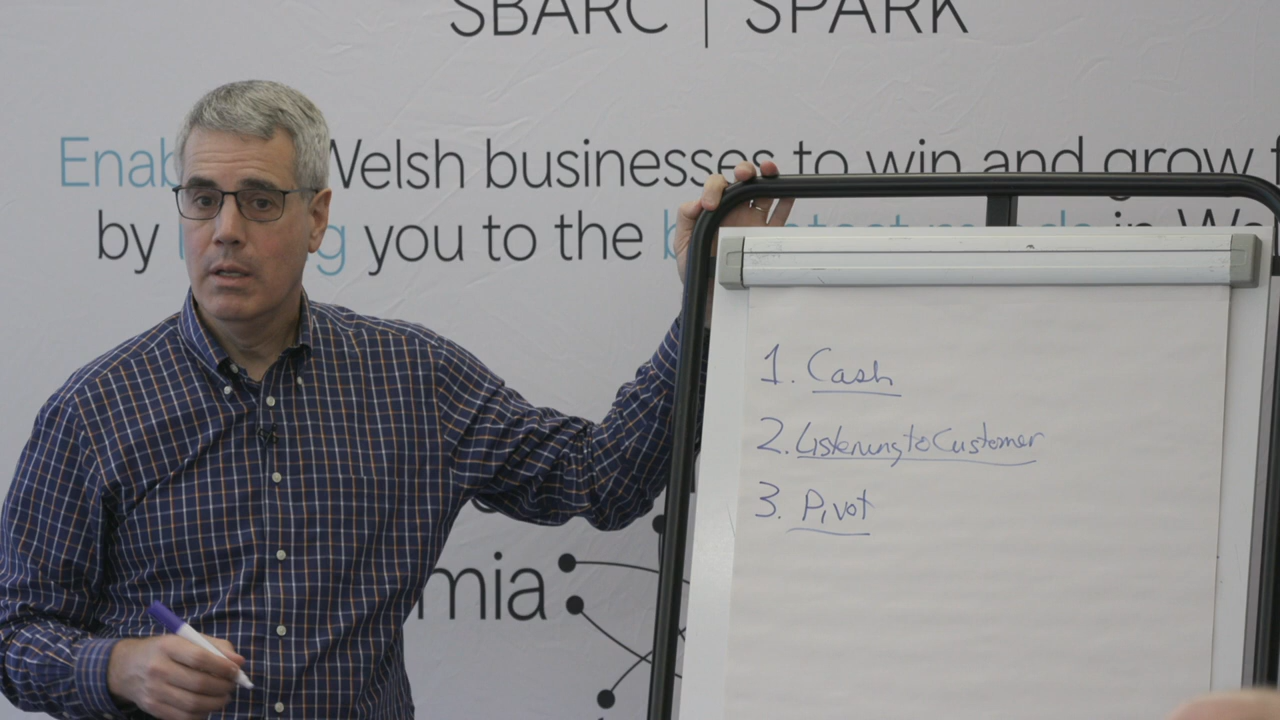 SBARC | SPARK
Enab Welsh businesses to win and grow
by g you to the b in We
1. Cash
2. Listening to Customer
3. Pivot
mia